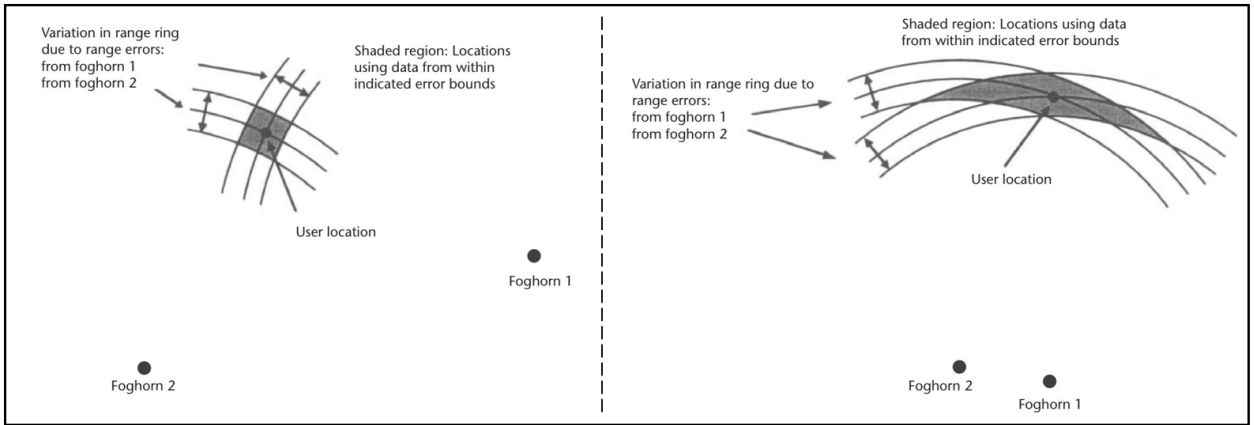 Variation in range ring
due to range errors:
from foghorn 1
from foghorn 2
Shaded region: Locations
using data from within
indicated error bounds
User location
Foghorn 1
Foghorn 2
Shaded region: Locations using data
from within indicated error bounds
Variation in range ring due to
range errors:
from foghorn 1
from foghorn 2
User location
Foghorn 2
Foghorn 1